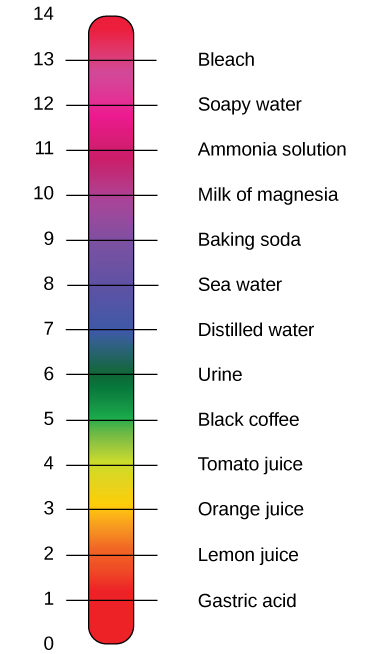 14
13 Bleach
12 Soapy water
11 Ammonia solution
10 Milk of magnesia
9 Baking soda
8 Sea water
7 Distilled water
6 Urine
5 Black coffee
4 Tomato juice
3 Orange juice
2 Lemon juice
1 Gastric acid
0